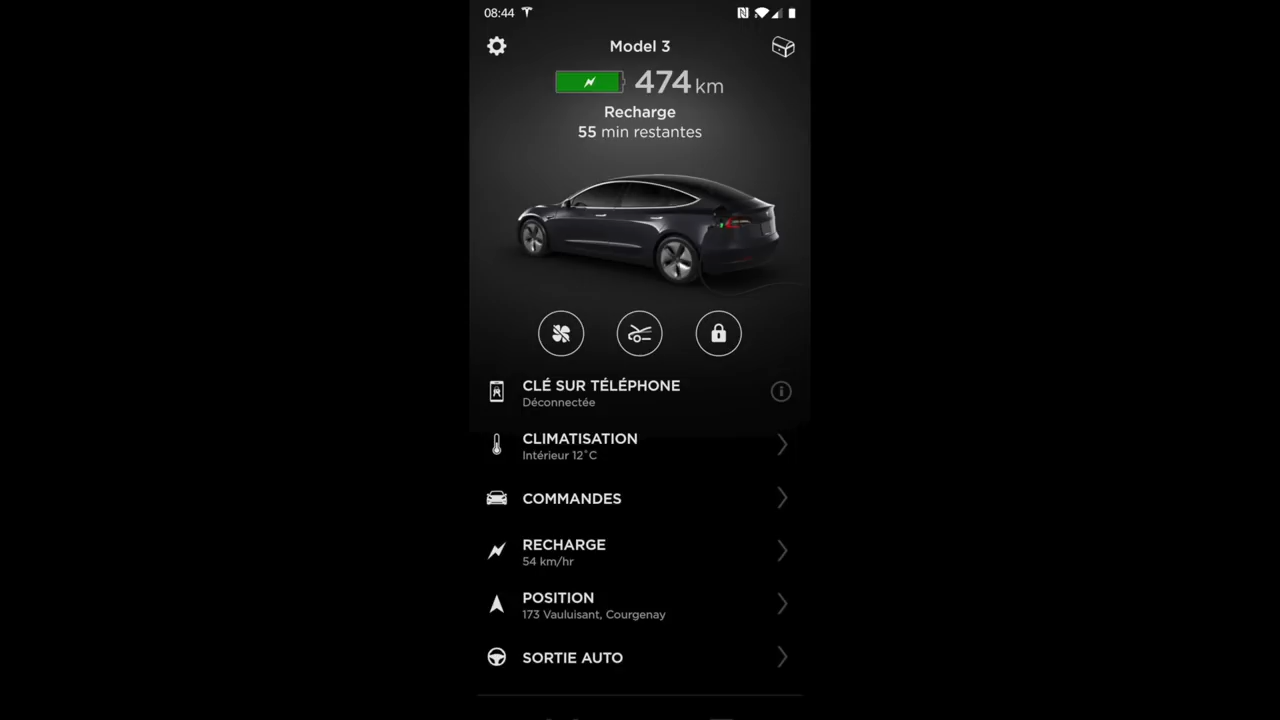 08:44
Model 3
474 km
Recharge
55 min restantes
CLÉ SUR TÉLÉPHONE
Déconnectée
CLIMATISATION
Intérieur 12˚C
COMMANDES
RECHARGE
54 km/hr
POSITION
173 Vauluisant, Courgenay
SORTIE AUTO